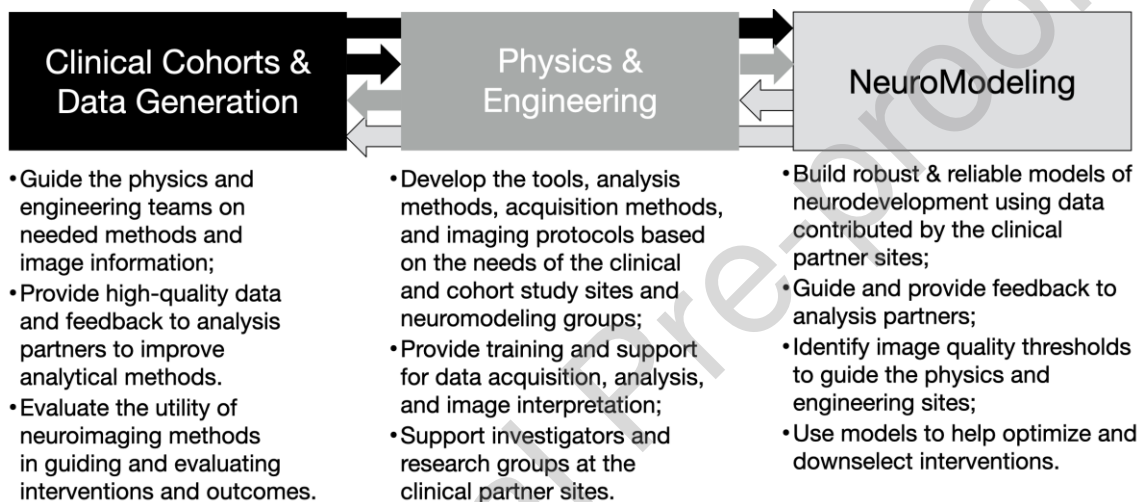 Clinical Cohorts &
Data Generation
Physics &
Engineering
NeuroModeling
•Guide the physics and
engineering teams on
needed methods and
image information;
•Provide high-quality data
and feedback to analysis
partners to improve
analytical methods.
•Evaluate the utility of
neuroimaging methods
in guiding and evaluating
interventions and outcomes.
•Develop the tools, analysis
methods, acquisition methods,
and imaging protocols based
on the needs of the clinical
and cohort study sites and
neuromodeling groups;
•Provide training and support
for data acquisition, analysis,
and image interpretation;
•Support investigators and
research groups at the
clinical partner sites.
•Build robust & reliable models of
neurodevelopment using data
contributed by the clinical
partner sites;
•Guide and provide feedback to
analysis partners;
•Identify image quality thresholds
to guide the physics and
engineering sites;
•Use models to help optimize and
downselect interventions.
Pre-proo